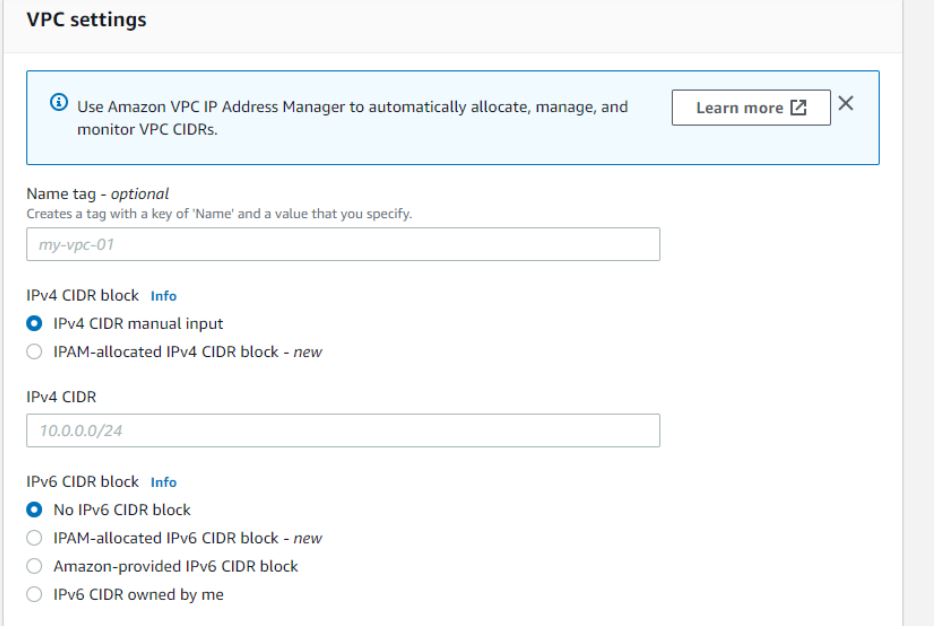 VPC settings
Use Amazon VPC IP Address Manager to automatically allocate, manage, and
monitor VPC CIDRs.
Learn more
Name tag - optional
Creates a tag with a key of 'Name' and a value that you specify.
my-vpc-01
IPv4 CIDR block Info
IPv4 CIDR manual input
IPAM-allocated IPv4 CIDR block - new
IPv4 CIDR
10.0.0.0/24
IPv6 CIDR block Info
No IPv6 CIDR block
IPAM-allocated IPv6 CIDR block - new
Amazon-provided IPv6 CIDR block
IPv6 CIDR owned by me